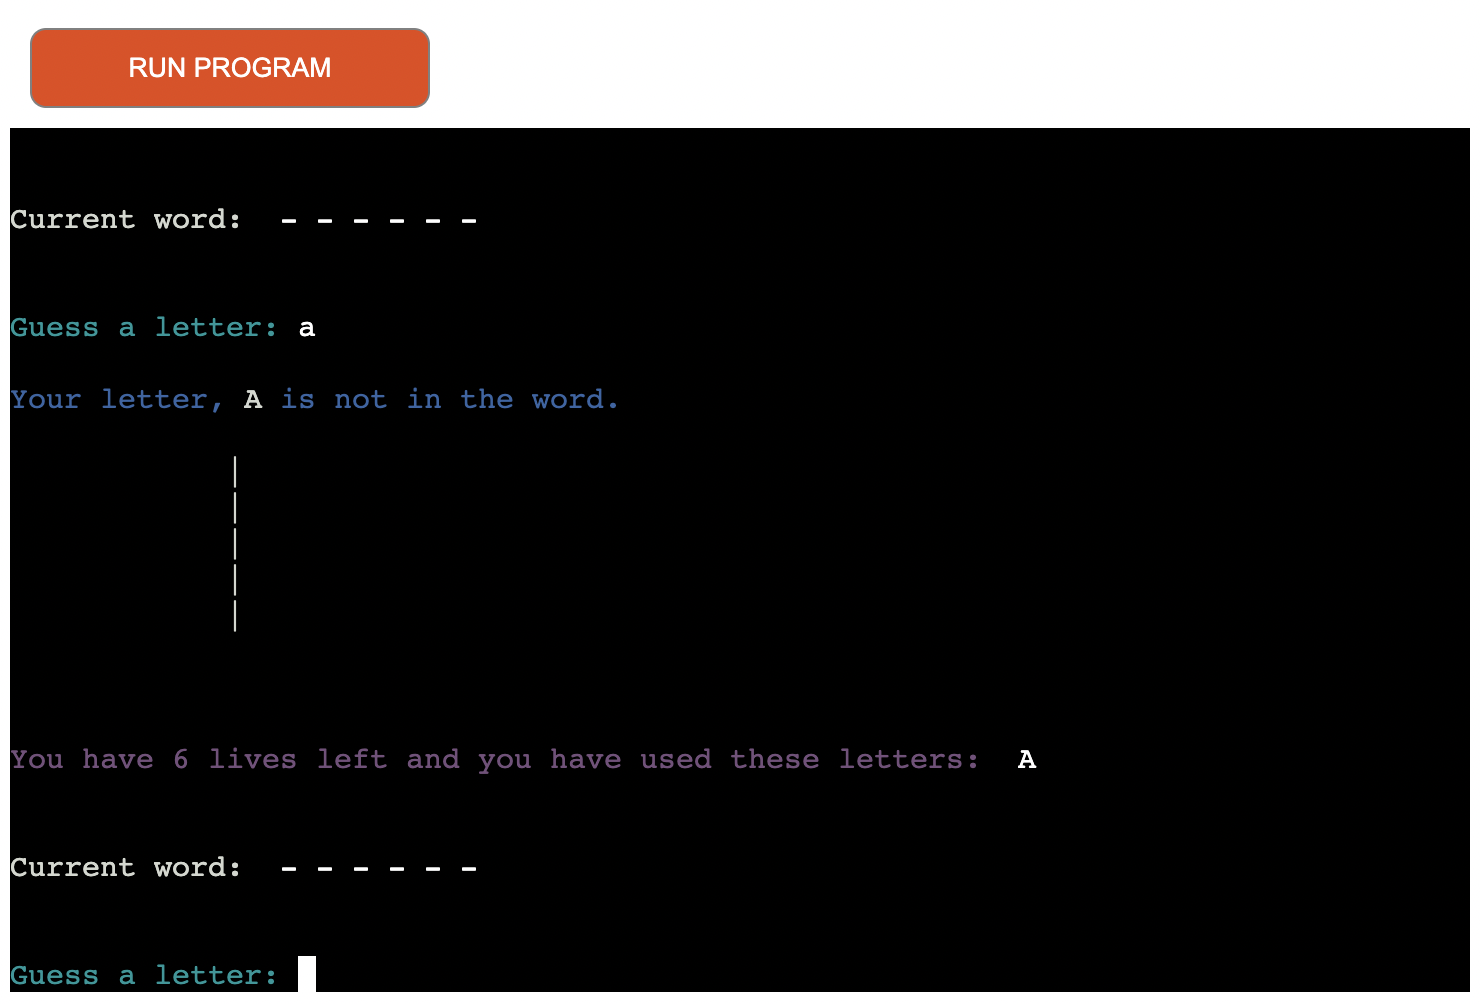 RUN PROGRAM
Current word:  - - - - - -
Guess a letter: a
Your letter, A is not in the word.
|
|
|
|
|
You have 6 lives left and you have used these letters:  A
Current word:  - - - - - -
Guess a letter: